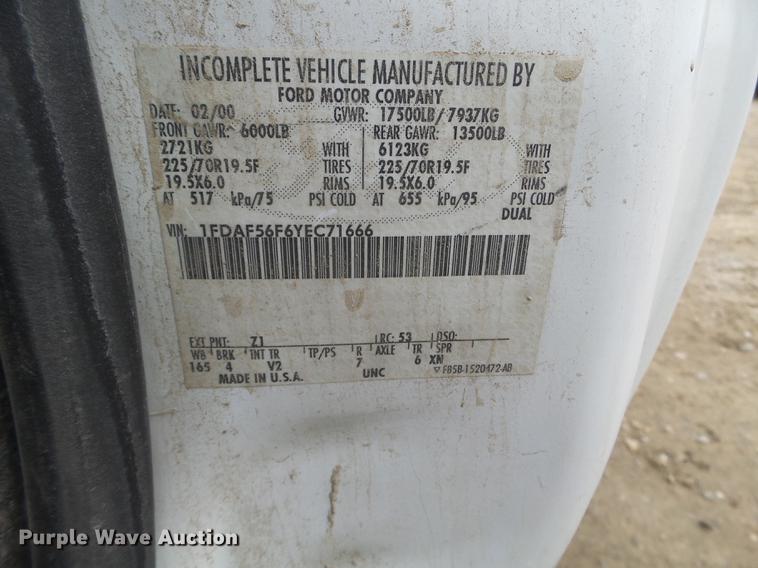 INCOMPLETE VEHICLE MANUFACTURED BY
FORD MOTOR COMPANY
DATE: 02/00 GVWR: 17500LB/ 7937KG
FRONT GAWR: 6000LB REAR GAWR: 13500LB
2721KG WITH 6123KG WITH
225/70R19.5F TIRES 225/70R19.5F TIRES
19.5X6.0 RIMS 19.5X6.0 RIMS
AT 517 kPa/75 PSI COLD AT 655 kPa/95 PSI COLD
DUAL
VIN: 1FDAF56F6YEC71666
EXT PNT: Z1 RC: 53 DSO:
WB BRK INT TR TP/PS R AXLE TR SPR
165 4 V2 7 6 XN
MADE IN U.S.A. UNC ▽ F85B-1520472-AB
Purple Wave Auction